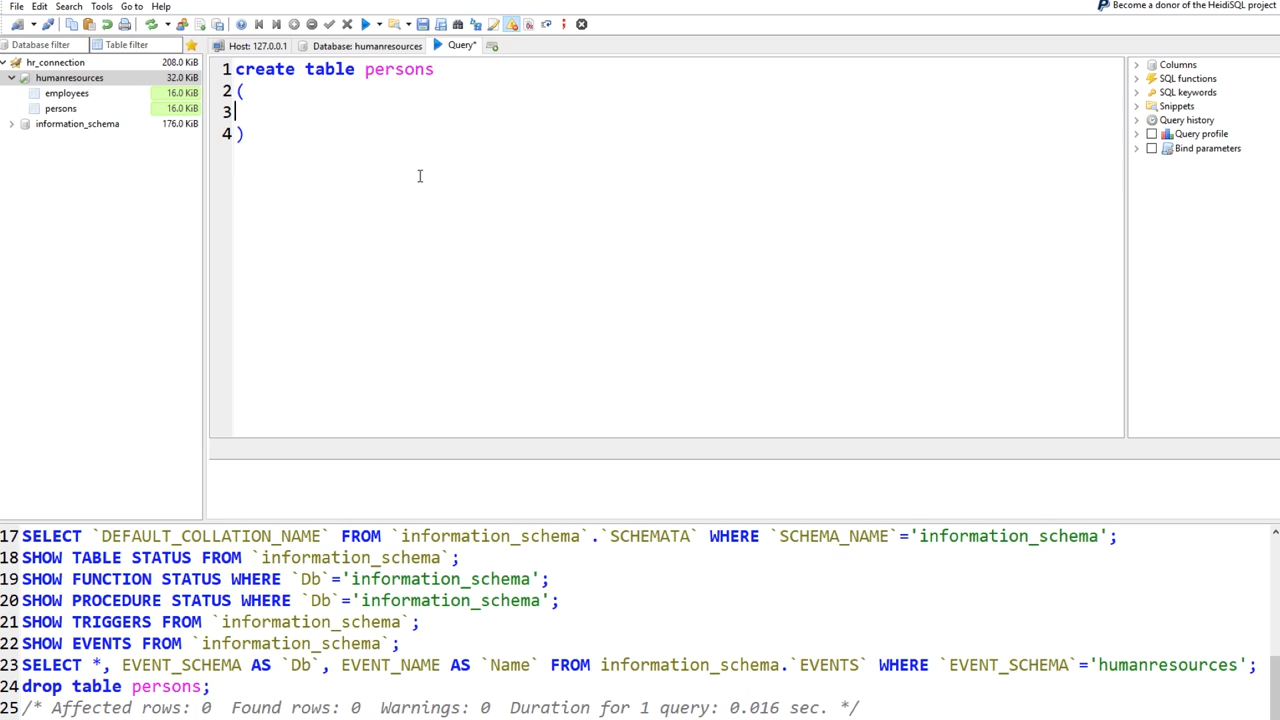 Become a donor of the HeidiSQL project
File Edit Search Tools Go to Help
Database filter Table filter
Host: 127.0.0.1 Database: humanresources Query*
hr_connection 208.0 KiB
humanresources 32.0 KiB
employees 16.0 KiB
persons 16.0 KiB
information_schema 176.0 KiB
1 create table persons
2 (
3
4 )
Columns
SQL functions
SQL keywords
Snippets
Query history
Query profile
Bind parameters
17 SELECT `DEFAULT_COLLATION_NAME` FROM `information_schema`.`SCHEMATA` WHERE `SCHEMA_NAME`='information_schema';
18 SHOW TABLE STATUS FROM `information_schema`;
19 SHOW FUNCTION STATUS WHERE `Db`='information_schema';
20 SHOW PROCEDURE STATUS WHERE `Db`='information_schema';
21 SHOW TRIGGERS FROM `information_schema`;
22 SHOW EVENTS FROM `information_schema`;
23 SELECT *, EVENT_SCHEMA AS `Db`, EVENT_NAME AS `Name` FROM information_schema.`EVENTS` WHERE `EVENT_SCHEMA`='humanresources';
24 drop table persons;
25 /* Affected rows: 0 Found rows: 0 Warnings: 0 Duration for 1 query: 0.016 sec. */